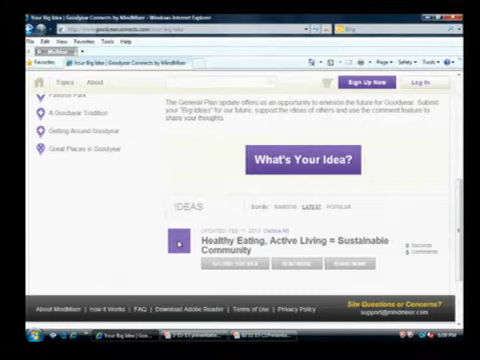 Your Big Idea | Goodyear Connects by MindMixer - Windows Internet Explorer
File Edit View Favorites Tools Help
Favorites Your Big Idea | Goodyear Connects by MindMixer
Page Safety Tools
Topics About Sign Up Now Log In
A Goodyear Tradition
Getting Around Goodyear
Great Places in Goodyear
The General Plan update offers us an opportunity to envision the future for Goodyear. Submit
your "Big Ideas" for our future, support the ideas of others and use the comment feature to
share your thoughts.
What's Your Idea?
IDEAS Sort By: RANDOM LATEST POPULAR
Healthy Eating, Active Living = Sustainable
Community
0 Seconds
0 Comments
READ MORE
About MindMixer | How it Works | FAQ | Download Adobe Reader | Terms of Use | Privacy Policy
Site Questions or Concerns?
support@mindmixer.com